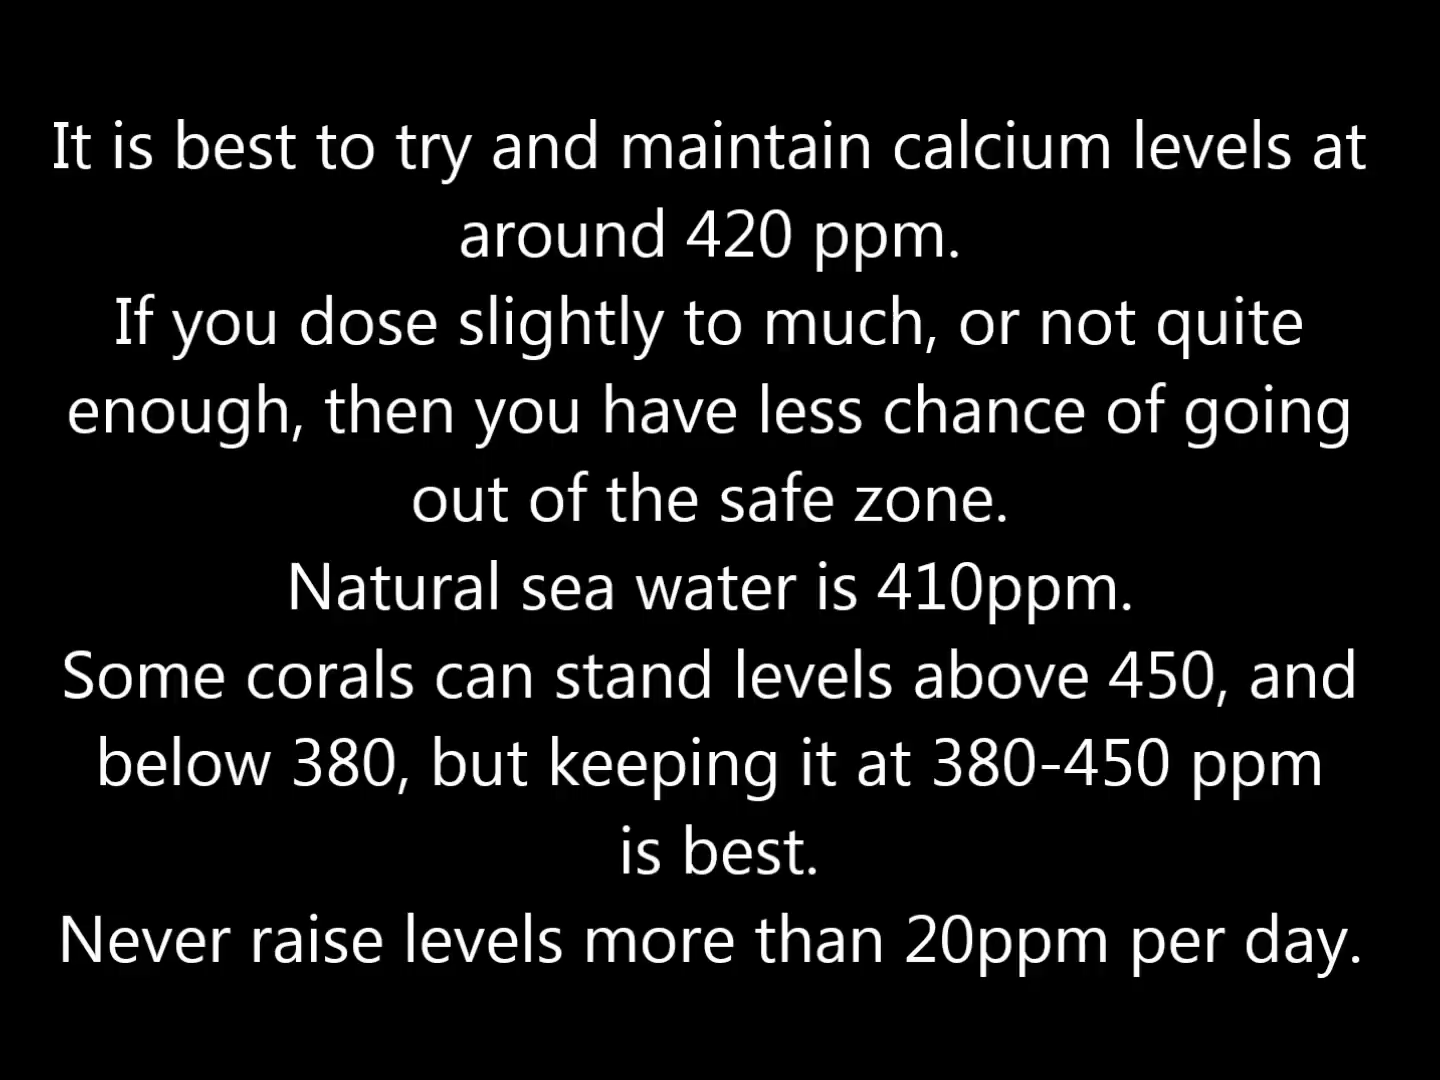 It is best to try and maintain calcium levels at
around 420 ppm.
If you dose slightly to much, or not quite
enough, then you have less chance of going
out of the safe zone.
Natural sea water is 410ppm.
Some corals can stand levels above 450, and
below 380, but keeping it at 380-450 ppm
is best.
Never raise levels more than 20ppm per day.